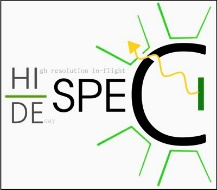 HI gh resolution in-flight
DE SPEC